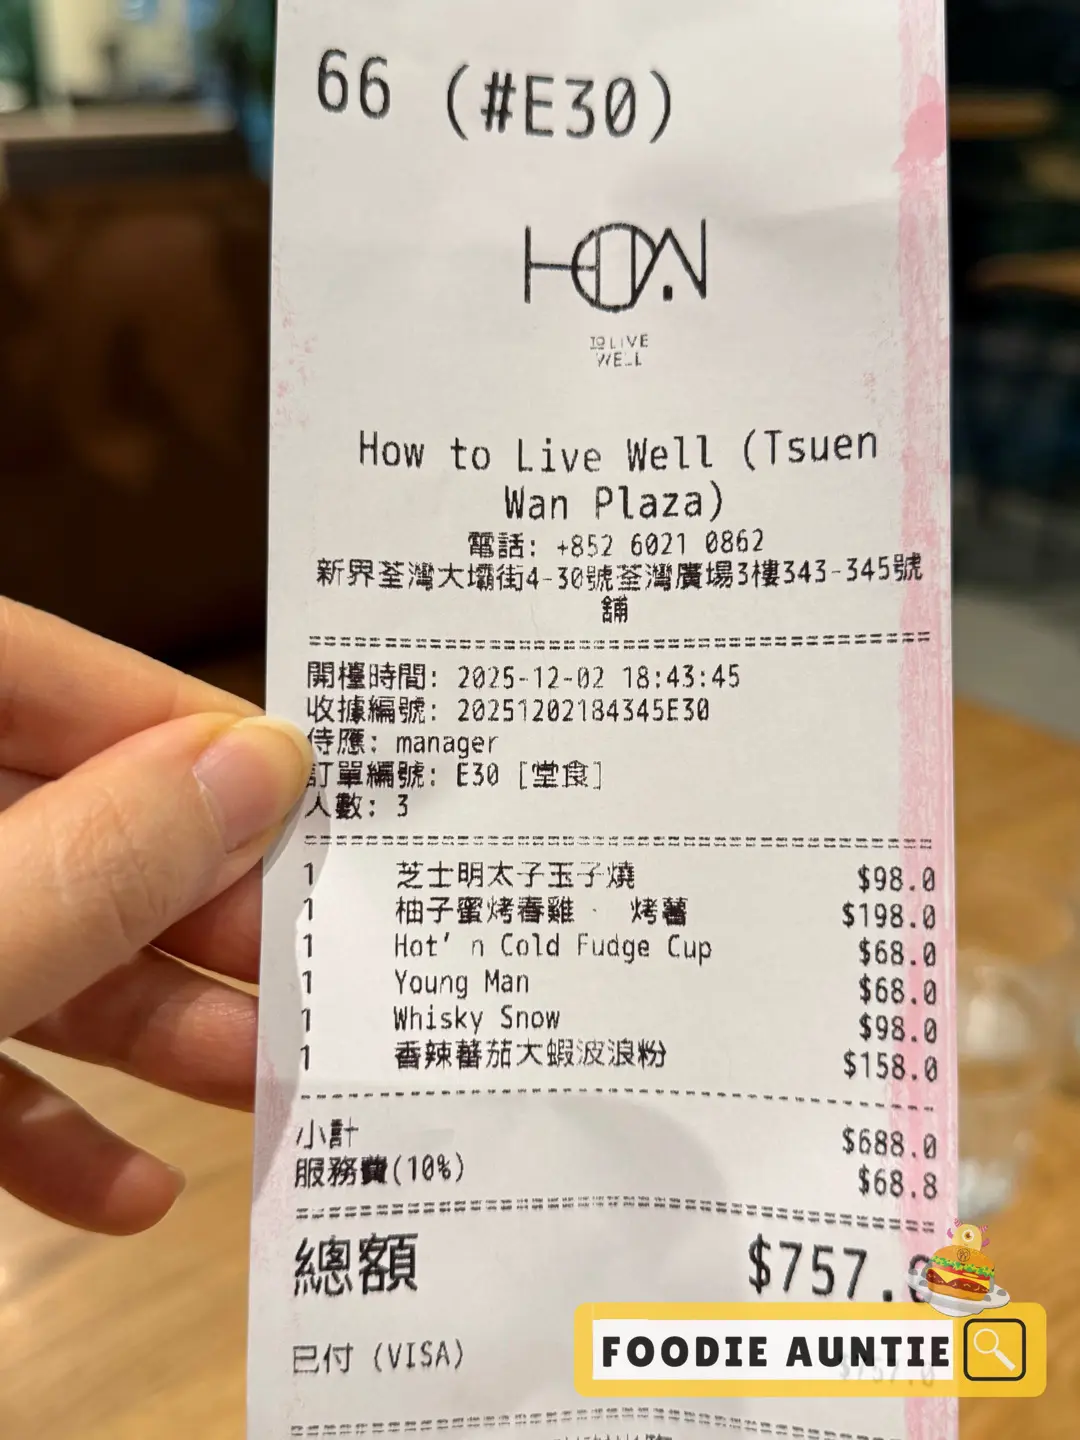 66 (#E30)
HOW
TO LIVE
WELL
How to Live Well (Tsuen
Wan Plaza)
電話: +852 6021 0862
新界荃灣大壩街4-30號荃灣廣場3樓343-345號
舖
開檯時間: 2025-12-02 18:43:45
收據編號: 20251202184345E30
侍應: manager
訂單編號: E30 [堂食]
人數: 3
1 芝士明太子玉子燒 $98.0
1 柚子蜜烤春雞 · 烤薯 $198.0
1 Hot' n Cold Fudge Cup $68.0
1 Young Man $68.0
1 Whisky Snow $98.0
1 香辣蕃茄大蝦波浪粉 $158.0
小計 $688.0
服務費(10%) $68.8
總額 $757.
已付 (VISA) $757.0
FOODIE AUNTIE